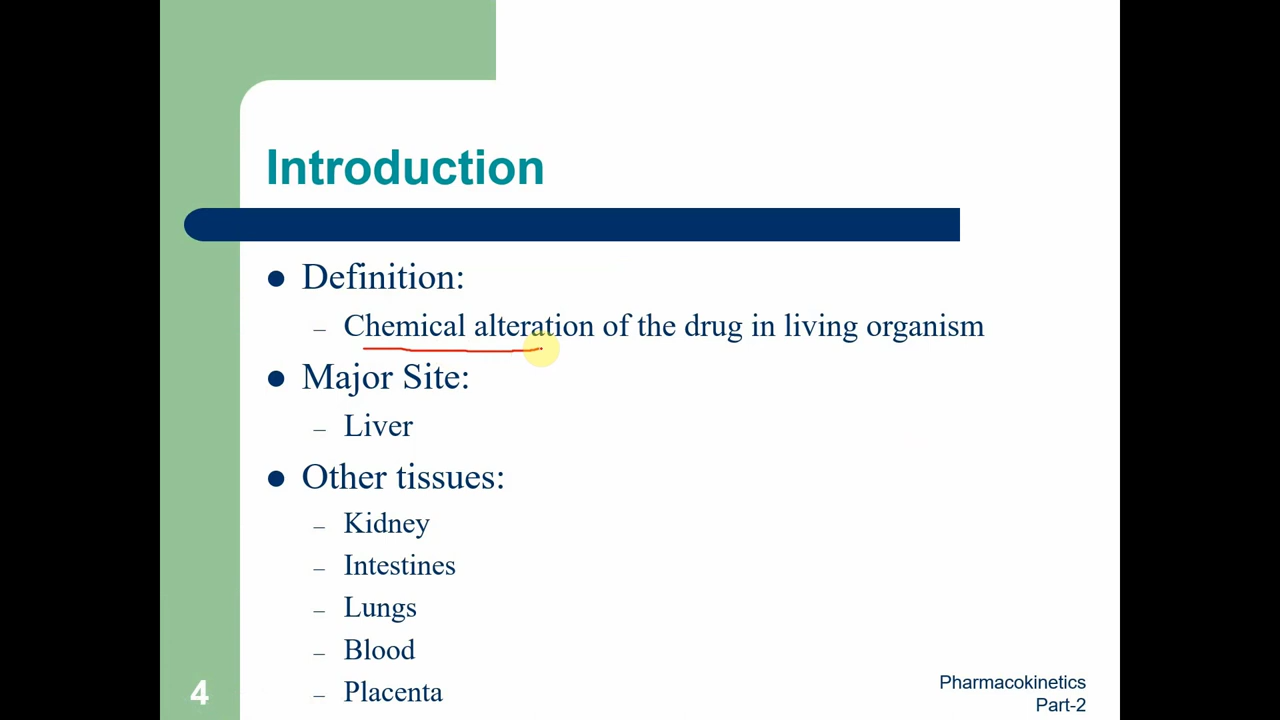 Introduction
Definition:
– Chemical alteration of the drug in living organism
Major Site:
– Liver
Other tissues:
– Kidney
– Intestines
– Lungs
– Blood
– Placenta
4
Pharmacokinetics
Part-2